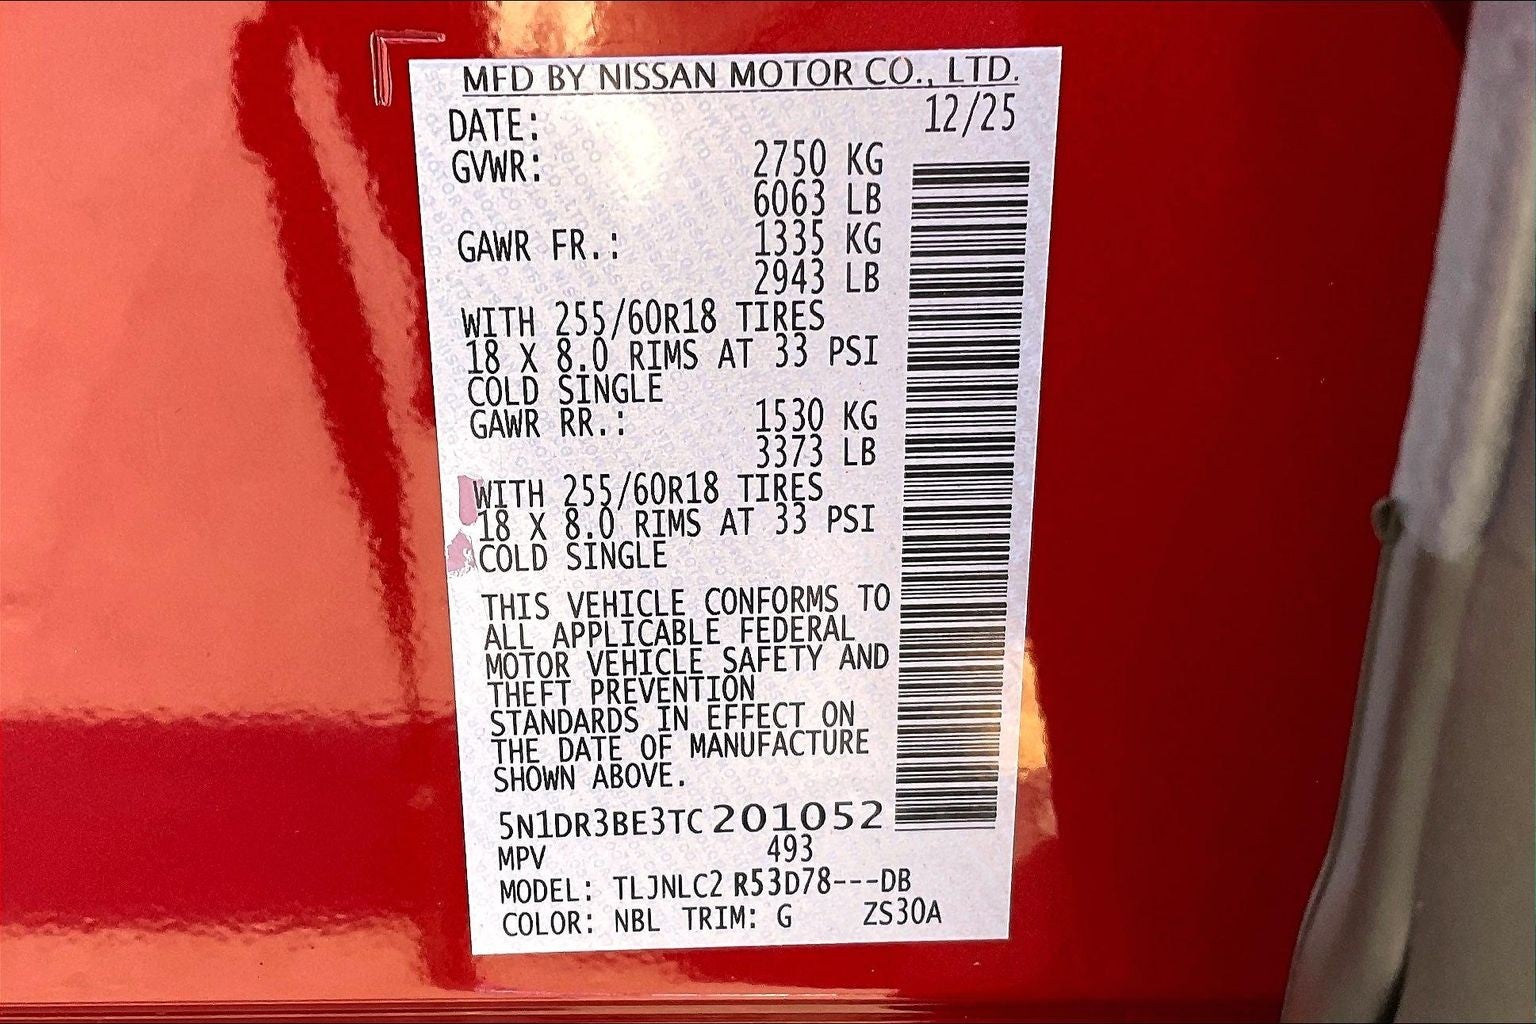 MFD BY NISSAN MOTOR CO., LTD.
DATE: 12/25
GVWR: 2750 KG
6063 LB
GAWR FR.: 1335 KG
2943 LB
WITH 255/60R18 TIRES
18 X 8.0 RIMS AT 33 PSI
COLD SINGLE
GAWR RR.: 1530 KG
3373 LB
WITH 255/60R18 TIRES
18 X 8.0 RIMS AT 33 PSI
COLD SINGLE
THIS VEHICLE CONFORMS TO
ALL APPLICABLE FEDERAL
MOTOR VEHICLE SAFETY AND
THEFT PREVENTION
STANDARDS IN EFFECT ON
THE DATE OF MANUFACTURE
SHOWN ABOVE.
5N1DR3BE3TC201052
MPV 493
MODEL: TLJNLC2 R53D78---DB
COLOR: NBL TRIM: G ZS30A